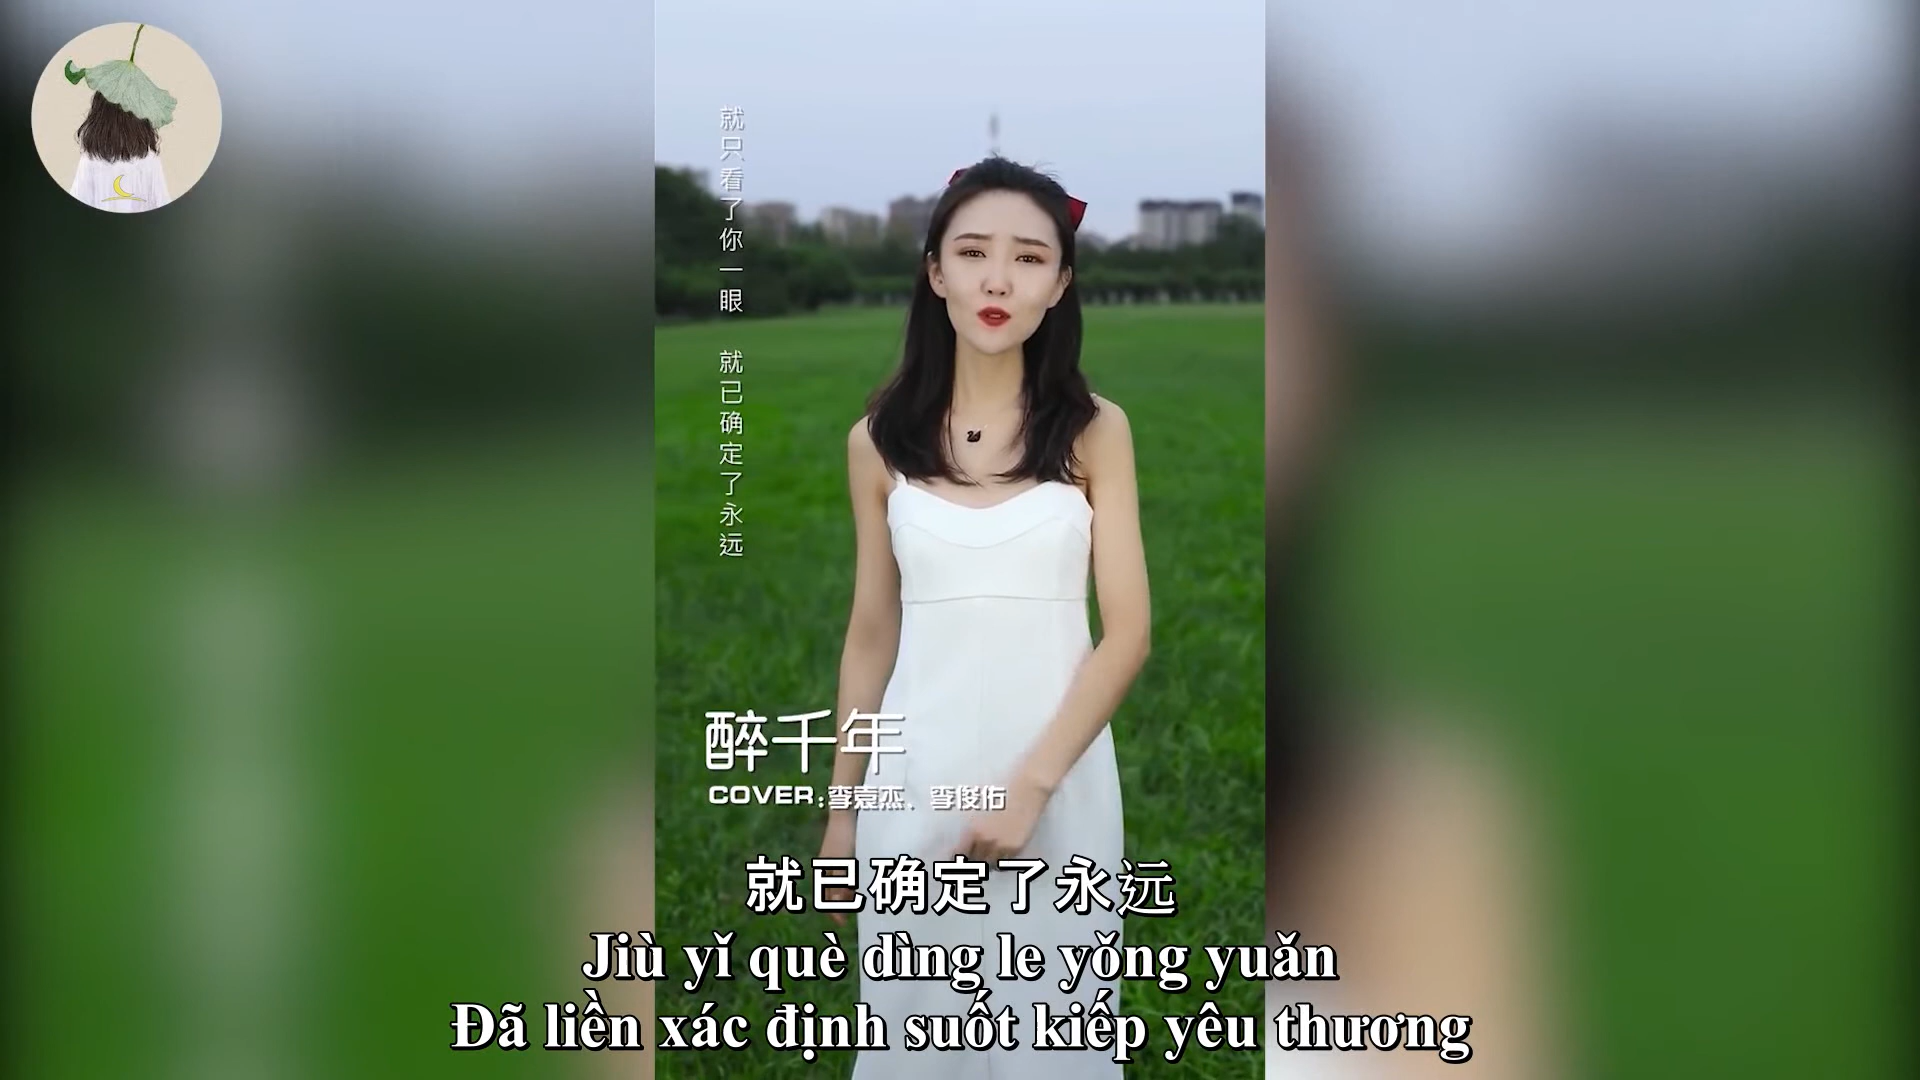 就只看了你一眼 就已确定了永远
醉千年
COVER:李袁杰、李俊佑
就已确定了永远
Jiù yǐ què dìng le yǒng yuǎn
Đã liền xác định suốt kiếp yêu thương